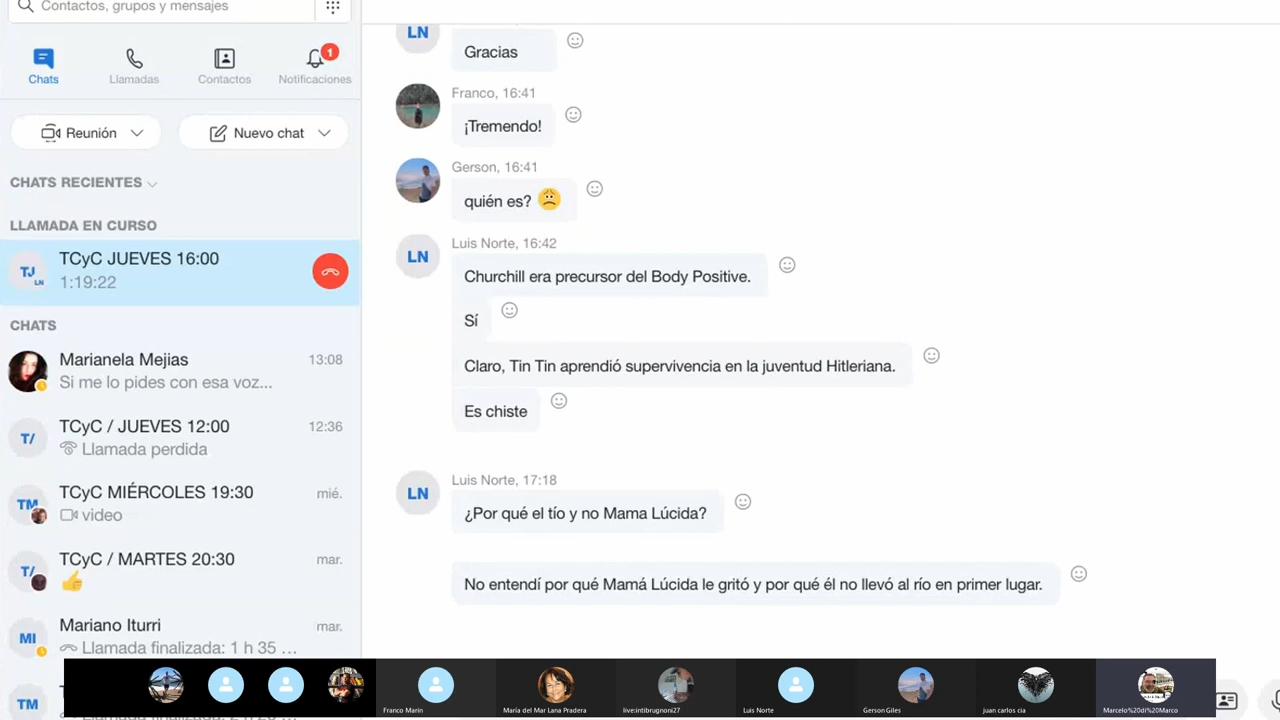 Contactos, grupos y mensajes
Chats
Llamadas
Contactos
1
Notificaciones
Reunión
Nuevo chat
CHATS RECIENTES
LLAMADA EN CURSO
TJ
LN
TCyC JUEVES 16:00
1:19:22
CHATS
Marianela Mejias
13:08
Si me lo pides con esa voz...
T/
TCyC / JUEVES 12:00
12:36
Llamada perdida
TM
TCyC MIÉRCOLES 19:30
mié.
video
T/
TCyC / MARTES 20:30
mar.
👍
MI
Mariano Iturri
mar.
Llamada finalizada: 1 h 35 ...
TM
LN
Gracias
Franco, 16:41
¡Tremendo!
Gerson, 16:41
quién es? 😟
LN
Luis Norte, 16:42
Churchill era precursor del Body Positive.
Sí
Claro, Tin Tin aprendió supervivencia en la juventud Hitleriana.
Es chiste
LN
Luis Norte, 17:18
¿Por qué el tío y no Mama Lúcida?
No entendí por qué Mamá Lúcida le gritó y por qué él no llevó al río en primer lugar.
Franco Marin
María del Mar Lana Pradera
live:intibrugnoni27
Luis Norte
Gerson Giles
juan carlos cia
Marcelo%20di%20Marco